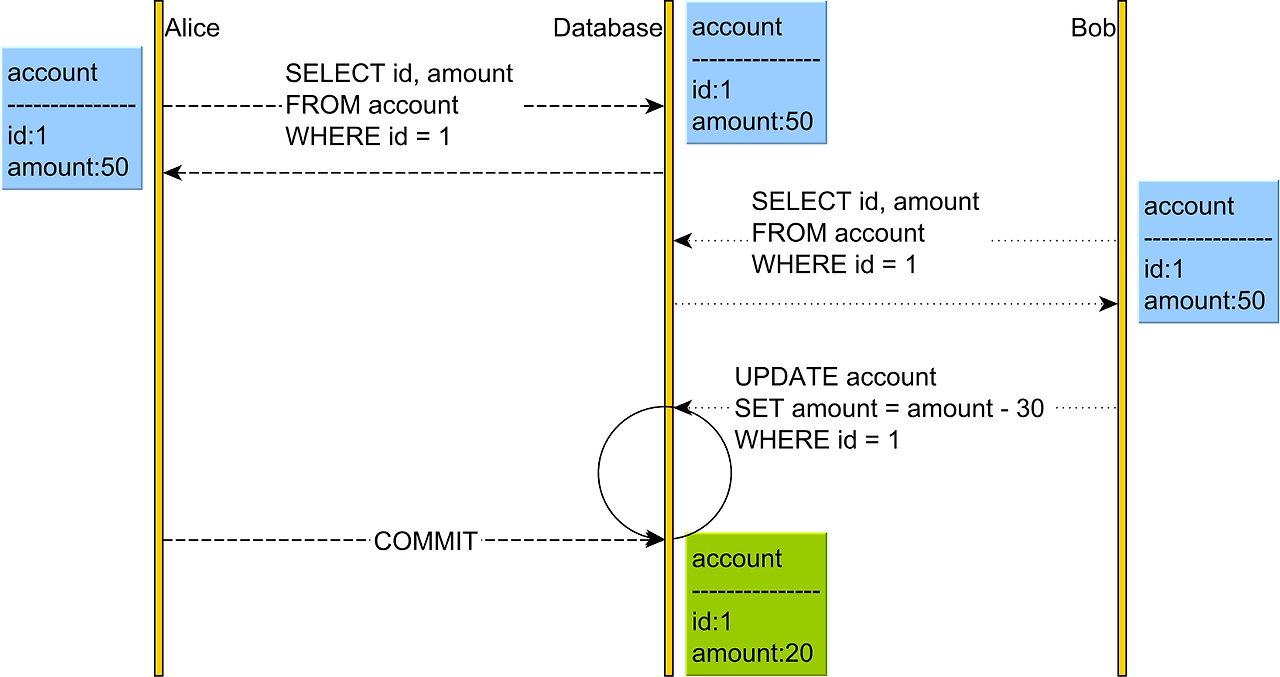 Alice
Database
Bob
account
---------------
id:1
amount:50
SELECT id, amount
FROM account
WHERE id = 1
account
---------------
id:1
amount:50
SELECT id, amount
FROM account
WHERE id = 1
account
---------------
id:1
amount:50
UPDATE account
SET amount = amount - 30
WHERE id = 1
COMMIT
account
---------------
id:1
amount:20